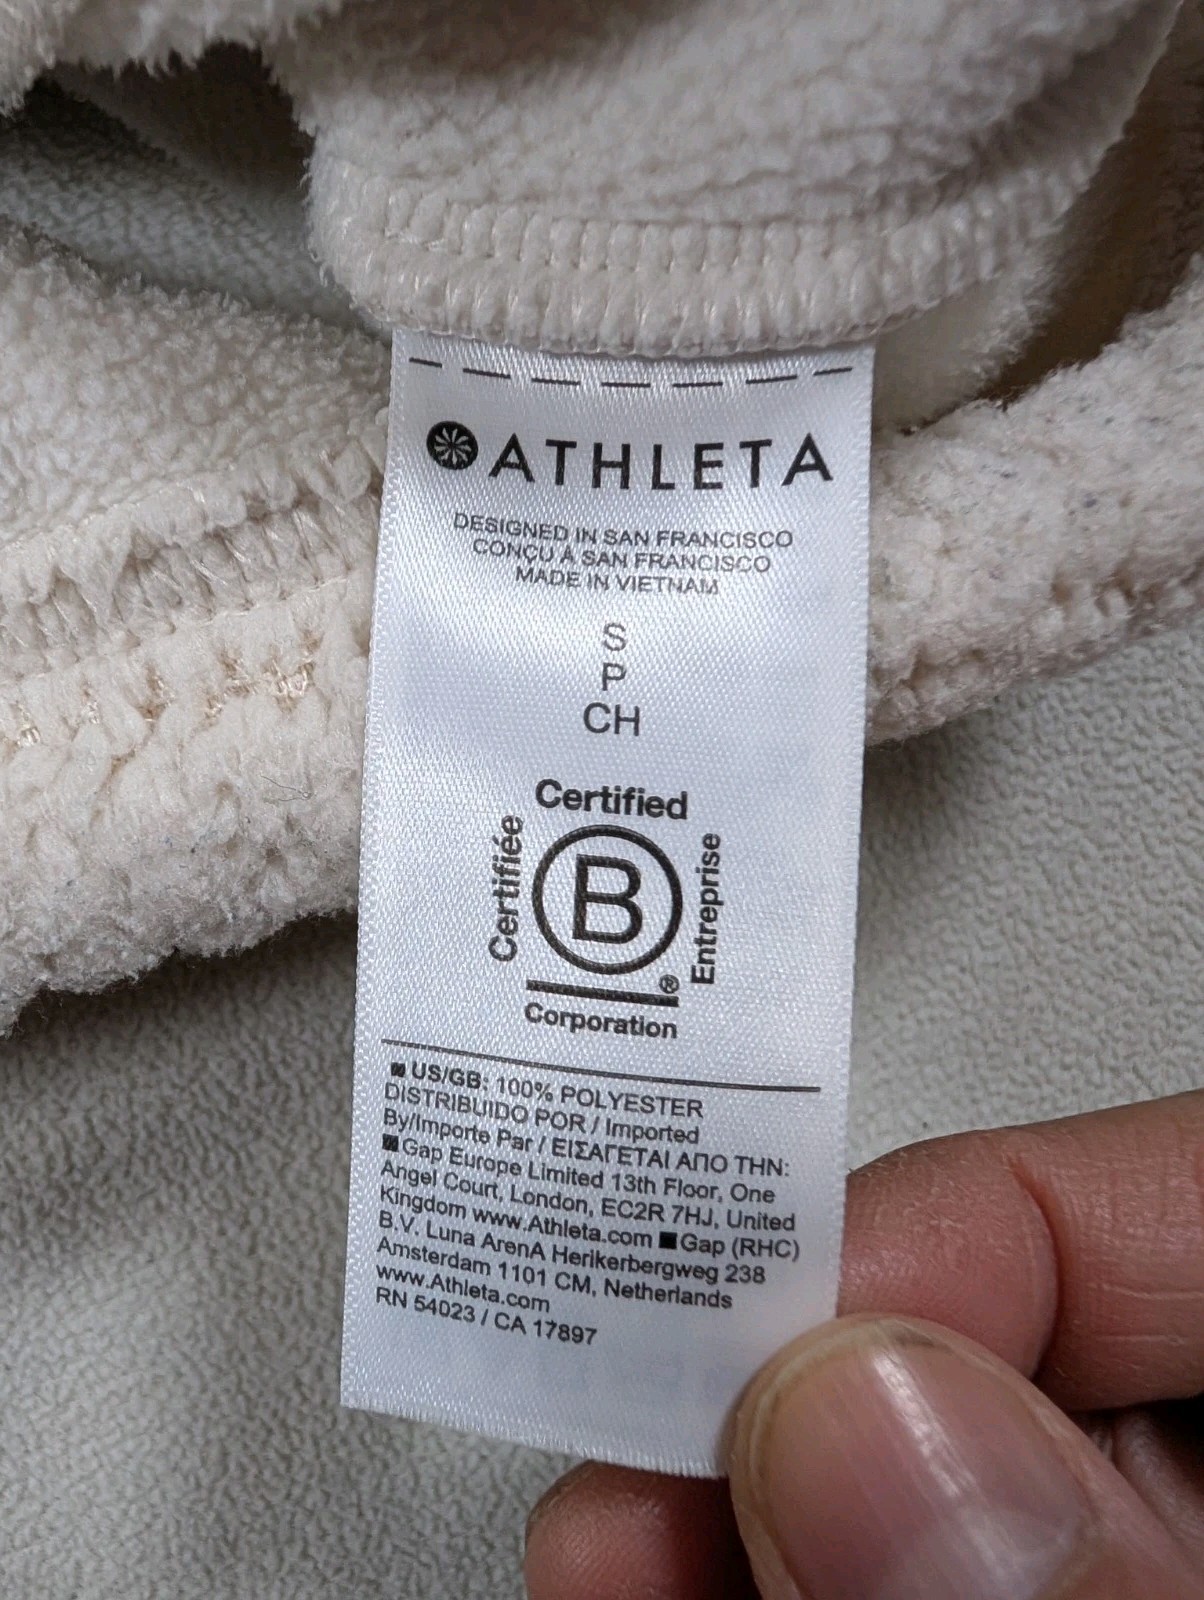 ATHLETA
DESIGNED IN SAN FRANCISCO
CONÇU À SAN FRANCISCO
MADE IN VIETNAM
S
P
CH
Certified
Certifiée
B
Entreprise
®
Corporation
US/GB: 100% POLYESTER
DISTRIBUIDO POR / Imported
By/Importe Par / ΕΙΣΑΓΕΤΑΙ ΑΠΟ ΤΗΝ:
Gap Europe Limited 13th Floor, One
Angel Court, London, EC2R 7HJ, United
Kingdom www.Athleta.com ■ Gap (RHC)
B.V. Luna ArenA Herikerbergweg 238
Amsterdam 1101 CM, Netherlands
www.Athleta.com
RN 54023 / CA 17897